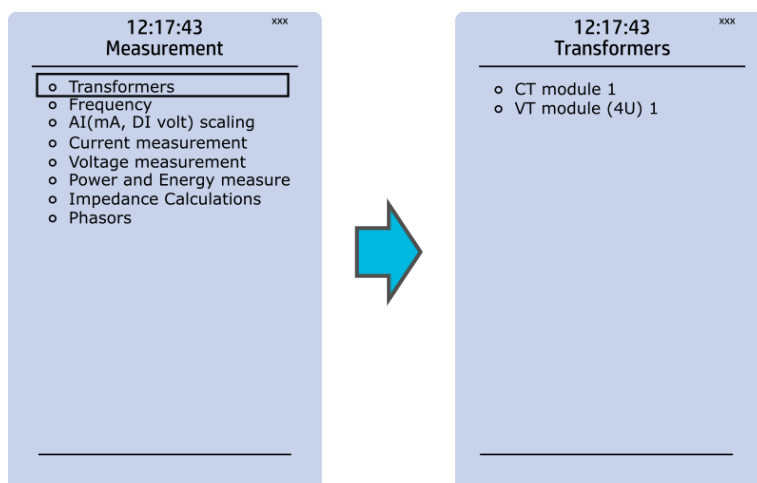 12:17:43
xxx
Measurement
Transformers
Frequency
AI(mA, DI volt) scaling
Current measurement
Voltage measurement
Power and Energy measure
Impedance Calculations
Phasors
12:17:43
xxx
Transformers
CT module 1
VT module (4U) 1